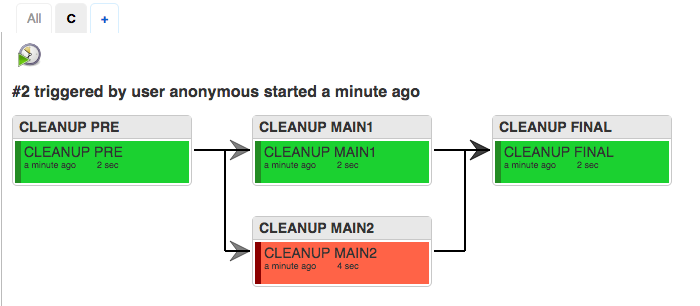 All C +
#2 triggered by user anonymous started a minute ago
CLEANUP PRE
CLEANUP PRE
a minute ago 2 sec
CLEANUP MAIN1
CLEANUP MAIN1
a minute ago 2 sec
CLEANUP FINAL
CLEANUP FINAL
a minute ago 2 sec
CLEANUP MAIN2
CLEANUP MAIN2
a minute ago 4 sec